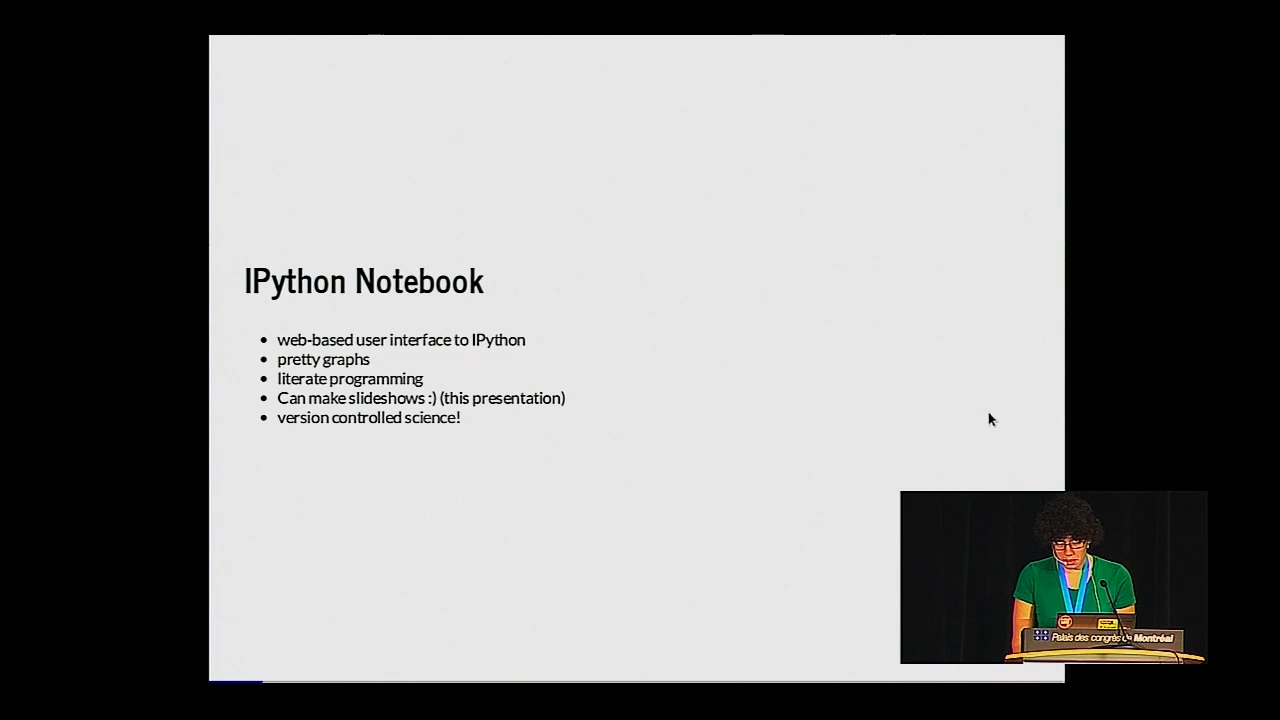 IPython Notebook
web-based user interface to IPython
pretty graphs
literate programming
Can make slideshows :) (this presentation)
version controlled science!
Palais des congrès de Montréal